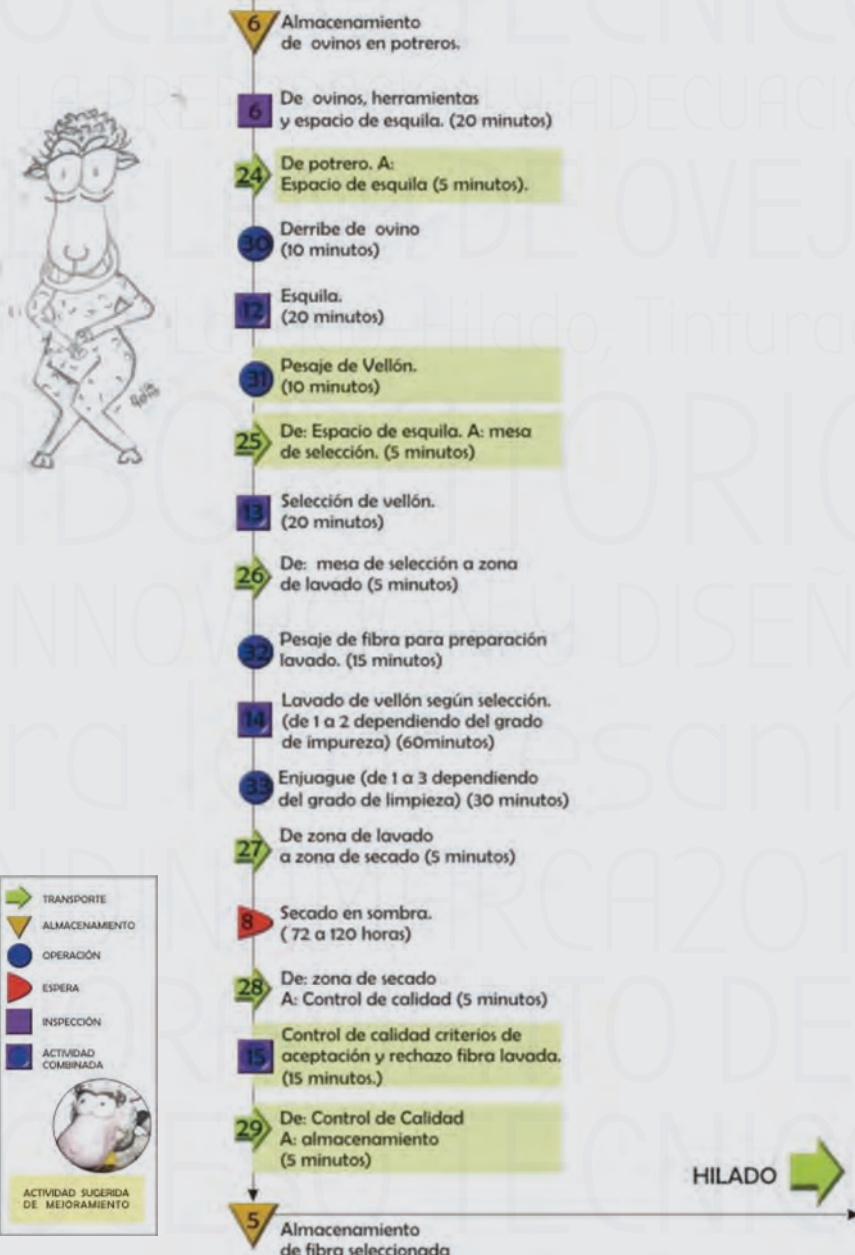 6
Almacenamiento
de ovinos en potreros.
6
De ovinos, herramientas
y espacio de esquila. (20 minutos)
24
De potrero. A:
Espacio de esquila (5 minutos).
30
Derribe de ovino
(10 minutos)
12
Esquila.
(20 minutos)
31
Pesaje de Vellón.
(10 minutos)
25
De: Espacio de esquila. A: mesa
de selección. (5 minutos)
13
Selección de vellón.
(20 minutos)
26
De: mesa de selección a zona
de lavado (5 minutos)
32
Pesaje de fibra para preparación
lavado. (15 minutos)
14
Lavado de vellón según selección.
(de 1 a 2 dependiendo del grado
de impureza) (60minutos)
33
Enjuague (de 1 a 3 dependiendo
del grado de limpieza) (30 minutos)
27
De zona de lavado
a zona de secado (5 minutos)
8
Secado en sombra.
( 72 a 120 horas)
28
De: zona de secado
A: Control de calidad (5 minutos)
15
Control de calidad criterios de
aceptación y rechazo fibra lavada.
(15 minutos.)
29
De: Control de Calidad
A: almacenamiento
(5 minutos)
HILADO
5
Almacenamiento
de fibra seleccionada
TRANSPORTE
ALMACENAMIENTO
OPERACIÓN
ESPERA
INSPECCIÓN
ACTIVIDAD
COMBINADA
ACTIVIDAD SUGERIDA
DE MEJORAMIENTO